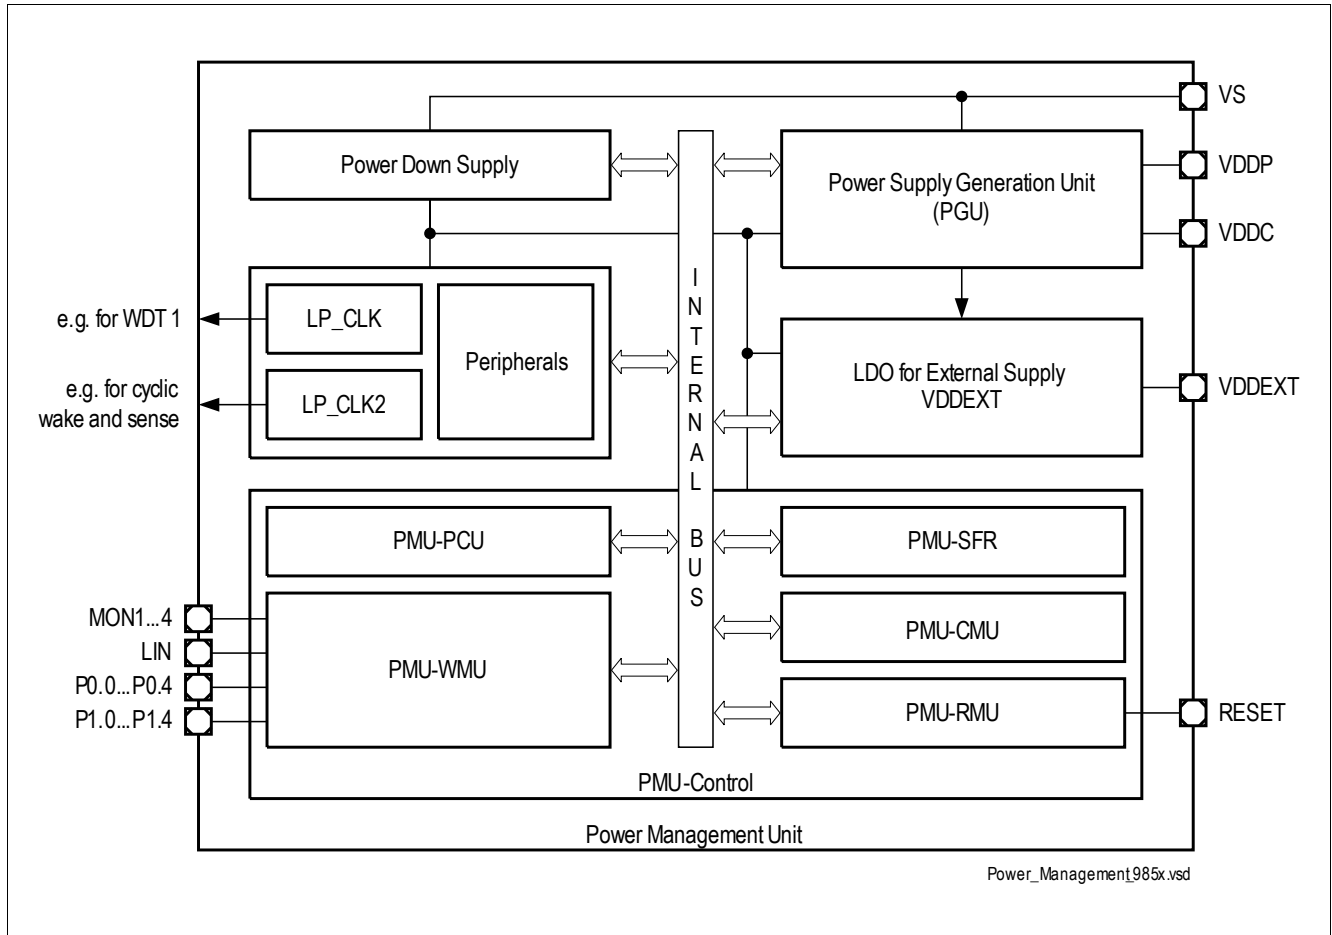 VS
Power Down Supply
Power Supply Generation Unit
(PGU)
VDDP
VDDC
e.g. for WDT 1
LP_CLK
Peripherals
e.g. for cyclic
wake and sense
LP_CLK2
INTERNAL BUS
LDO for External Supply
VDDEXT
VDDEXT
PMU-PCU
PMU-SFR
MON1...4
LIN
P0.0...P0.4
P1.0...P1.4
PMU-WMU
PMU-CMU
PMU-RMU
RESET
PMU-Control
Power Management Unit
Power_Management_985x.vsd